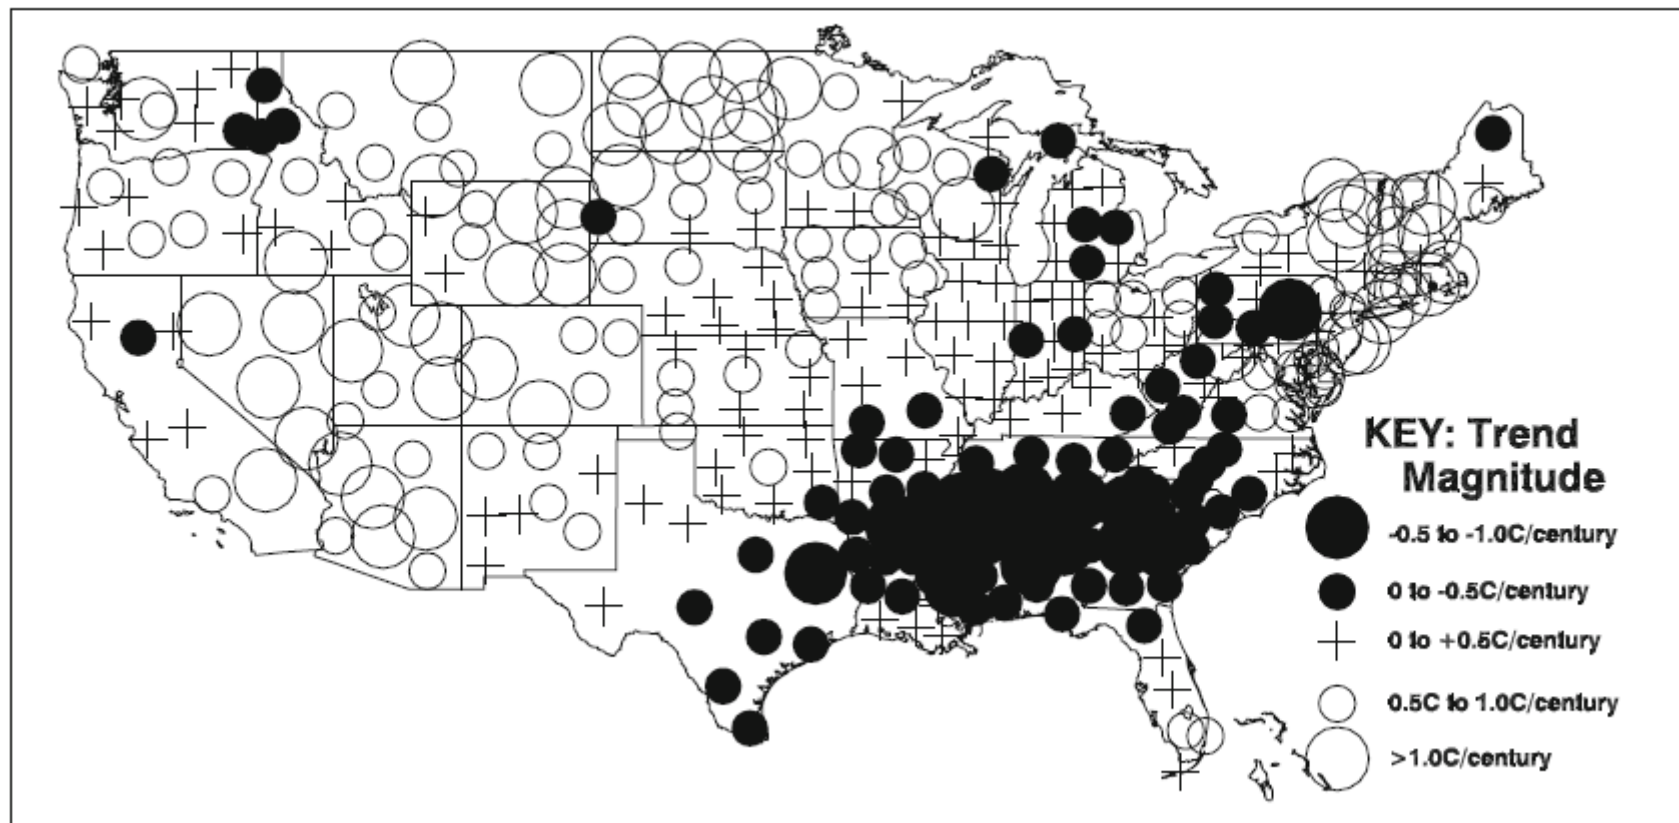 KEY: Trend
Magnitude
-0.5 to -1.0C/century
0 to -0.5C/century
0 to +0.5C/century
0.5C to 1.0C/century
>1.0C/century